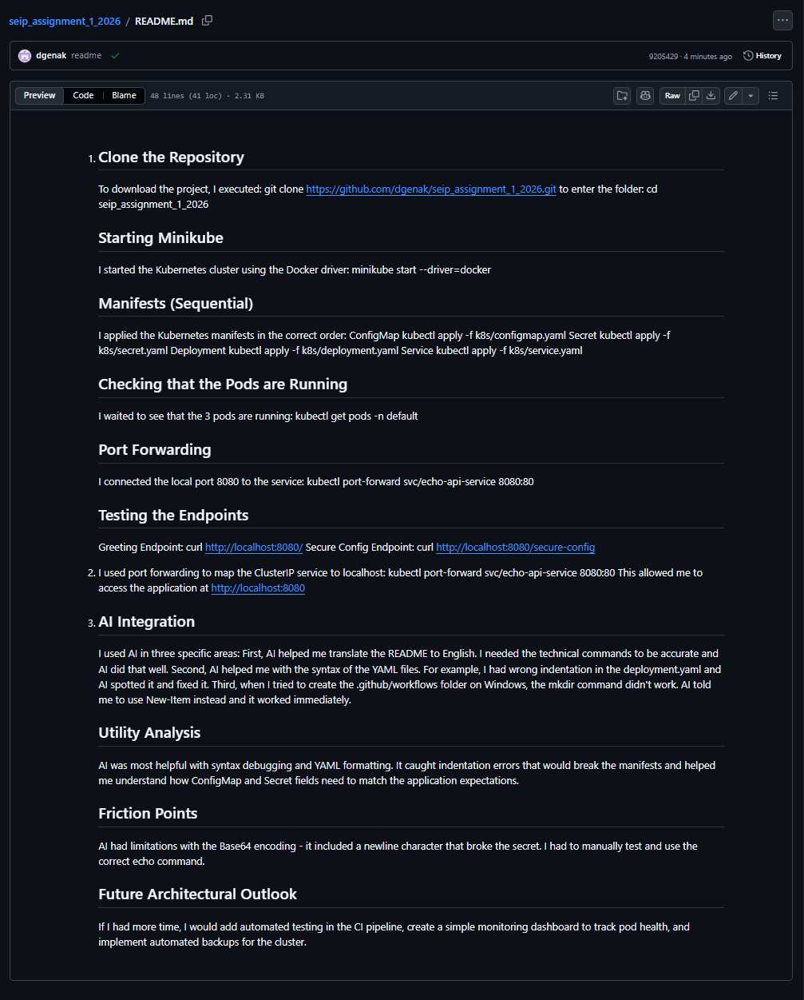 seip_assignment_1_2026 / README.md
dgenak readme
9205429 · 4 minutes ago History
Preview Code Blame 48 lines (41 loc) · 2.31 KB Raw
1. Clone the Repository
To download the project, I executed: git clone https://github.com/dgenak/seip_assignment_1_2026.git to enter the folder: cd
seip_assignment_1_2026
Starting Minikube
I started the Kubernetes cluster using the Docker driver: minikube start --driver=docker
Manifests (Sequential)
I applied the Kubernetes manifests in the correct order: ConfigMap kubectl apply -f k8s/configmap.yaml Secret kubectl apply -f
k8s/secret.yaml Deployment kubectl apply -f k8s/deployment.yaml Service kubectl apply -f k8s/service.yaml
Checking that the Pods are Running
I waited to see that the 3 pods are running: kubectl get pods -n default
Port Forwarding
I connected the local port 8080 to the service: kubectl port-forward svc/echo-api-service 8080:80
Testing the Endpoints
Greeting Endpoint: curl http://localhost:8080/ Secure Config Endpoint: curl http://localhost:8080/secure-config
2. I used port forwarding to map the ClusterIP service to localhost: kubectl port-forward svc/echo-api-service 8080:80 This allowed me to
access the application at http://localhost:8080
3. AI Integration
I used AI in three specific areas: First, AI helped me translate the README to English. I needed the technical commands to be accurate and
AI did that well. Second, AI helped me with the syntax of the YAML files. For example, I had wrong indentation in the deployment.yaml and
AI spotted it and fixed it. Third, when I tried to create the .github/workflows folder on Windows, the mkdir command didn't work. AI told
me to use New-Item instead and it worked immediately.
Utility Analysis
AI was most helpful with syntax debugging and YAML formatting. It caught indentation errors that would break the manifests and helped
me understand how ConfigMap and Secret fields need to match the application expectations.
Friction Points
AI had limitations with the Base64 encoding - it included a newline character that broke the secret. I had to manually test and use the
correct echo command.
Future Architectural Outlook
If I had more time, I would add automated testing in the CI pipeline, create a simple monitoring dashboard to track pod health, and
implement automated backups for the cluster.